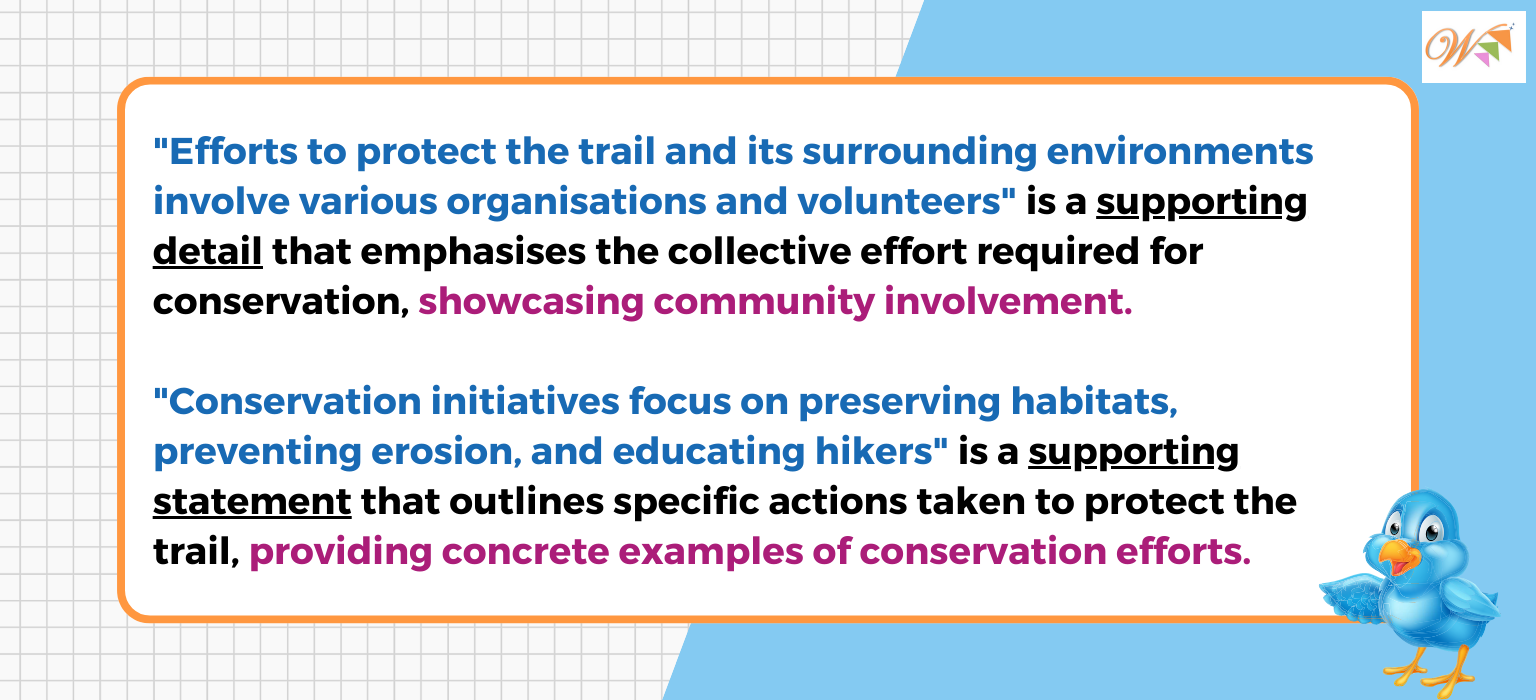 "Efforts to protect the trail and its surrounding environments
involve various organisations and volunteers" is a supporting
detail that emphasises the collective effort required for
conservation, showcasing community involvement.
"Conservation initiatives focus on preserving habitats,
preventing erosion, and educating hikers" is a supporting
statement that outlines specific actions taken to protect the
trail, providing concrete examples of conservation efforts.